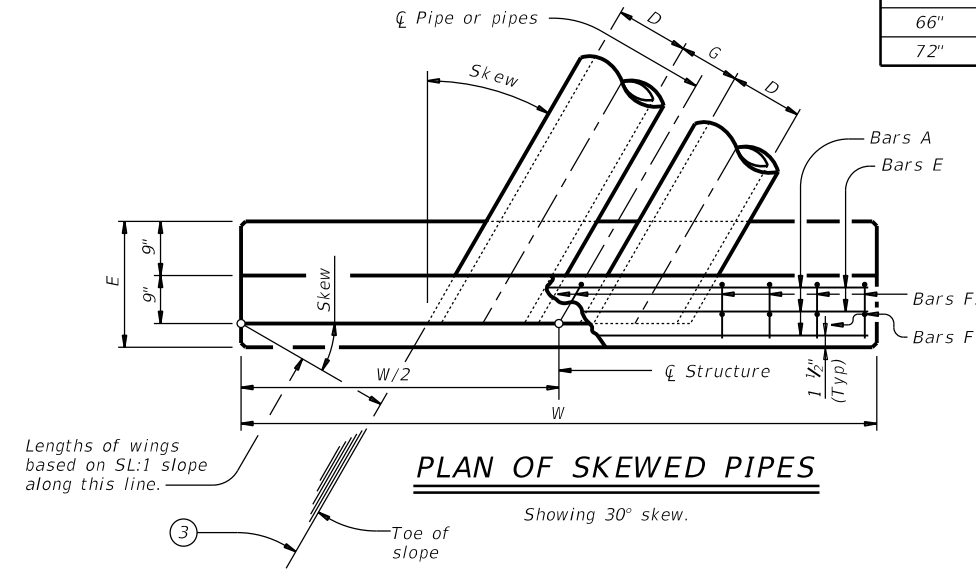 ℄ Pipe or pipes
D
G
D
66"
72"
Skew
Bars A
Bars E
E
9"
9"
Skew
Bars F
Bars F
1 ½"
(Typ)
W/2
℄ Structure
W
Lengths of wings
based on SL:1 slope
along this line.
PLAN OF SKEWED PIPES
Showing 30° skew.
3
Toe of
slope